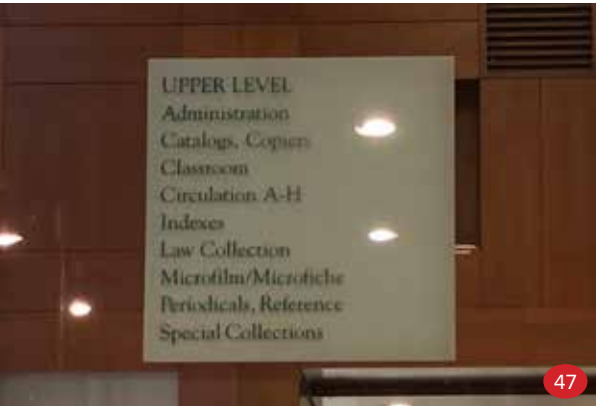 UPPER LEVEL
Administration
Catalogs, Copiers
Classroom
Circulation A-H
Indexes
Law Collection
Microfilm/Microfiche
Periodicals, Reference
Special Collections
47